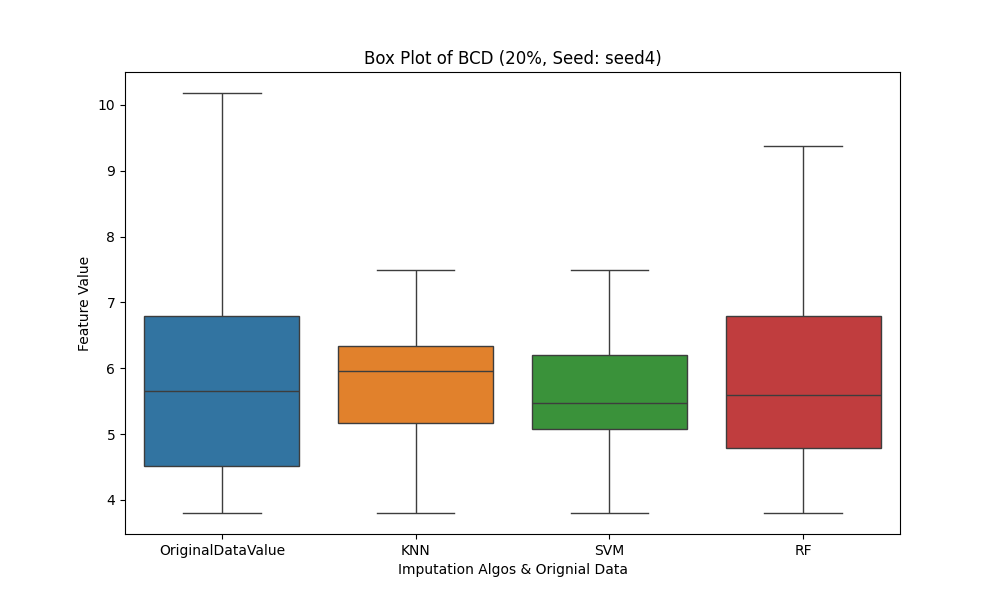 Box Plot of BCD (20%, Seed: seed4)
10
9
8
7
6
5
4
Feature Value
OriginalDataValue
KNN
SVM
RF
Imputation Algos & Orignial Data